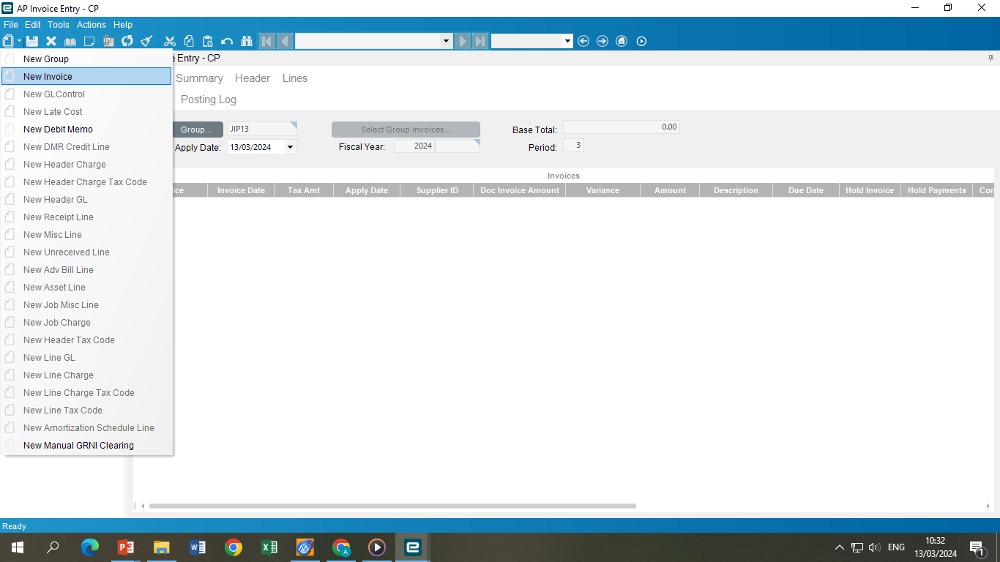 AP Invoice Entry - CP
File Edit Tools Actions Help
New Group
New Invoice
New GLControl
New Late Cost
New Debit Memo
New DMR Credit Line
New Header Charge
New Header Charge Tax Code
New Header GL
New Receipt Line
New Misc Line
New Unreceived Line
New Adv Bill Line
New Asset Line
New Job Misc Line
New Job Charge
New Header Tax Code
New Line GL
New Line Charge
New Line Charge Tax Code
New Line Tax Code
New Amortization Schedule Line
New Manual GRNI Clearing
Entry - CP
Summary Header Lines
Posting Log
Group... JIP13 Select Group Invoices... Base Total: 0.00
Apply Date: 13/03/2024 Fiscal Year: 2024 Period: 3
Invoices
Invoice Date Tax Amt Apply Date Supplier ID Doc Invoice Amount Variance Amount Description Due Date Hold Invoice Hold Payments
Ready
ENG
10:32
13/03/2024
1